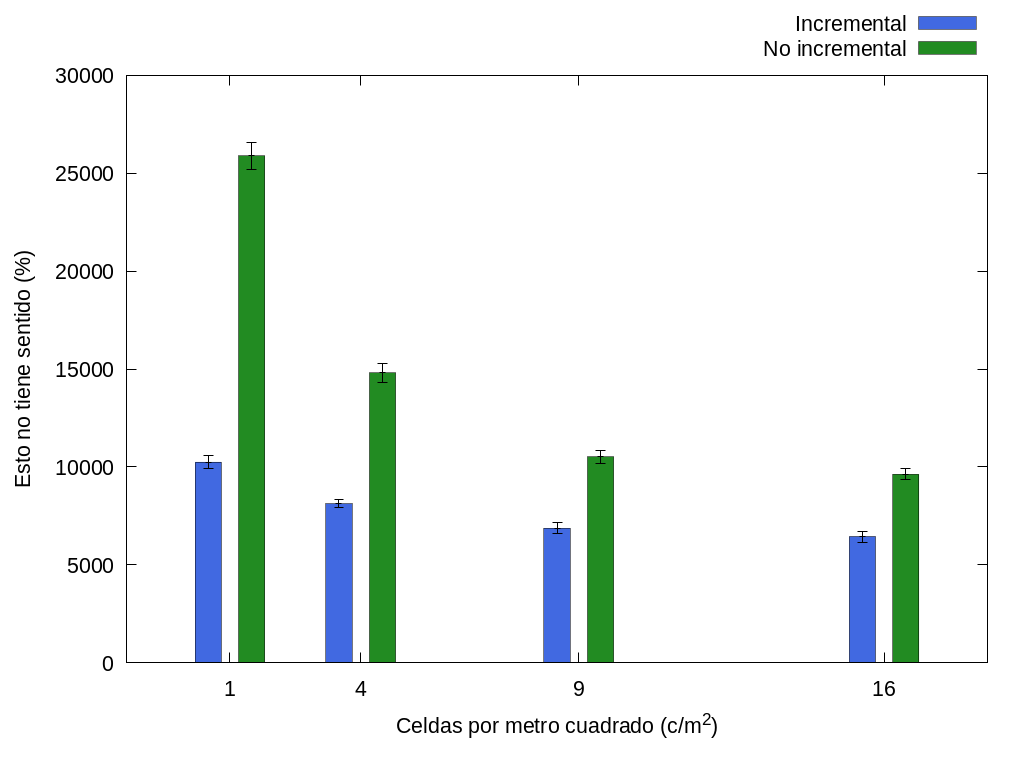 Incremental
No incremental
30000
25000
20000
15000
10000
5000
0
Esto no tiene sentido (%)
1 4 9 16
Celdas por metro cuadrado (c/m²)